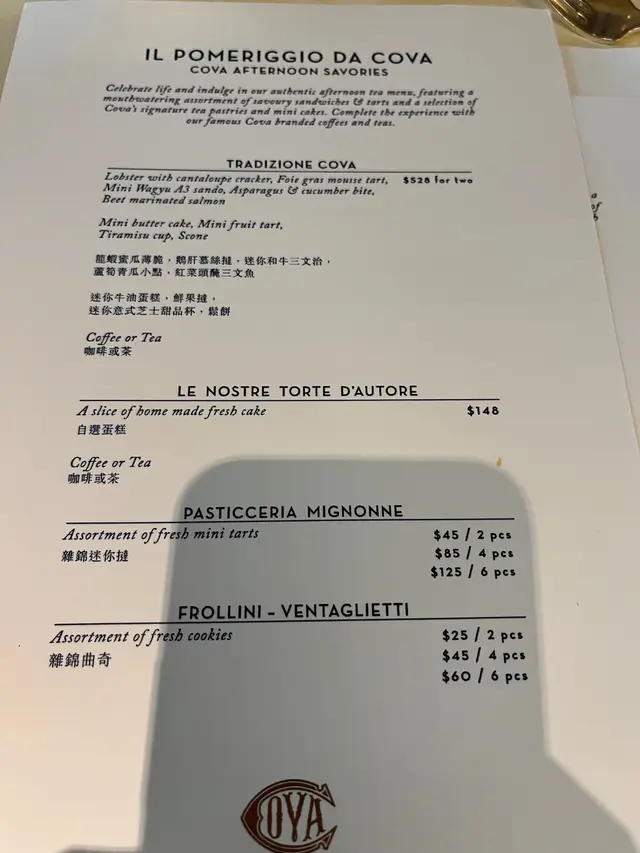 IL POMERIGGIO DA COVA
COVA AFTERNOON SAVORIES
Celebrate life and indulge in our authentic afternoon tea menu, featuring a
mouthwatering assortment of savoury sandwiches & tarts and a selection of
Cova's signature tea pastries and mini cakes. Complete the experience with
our famous Cova branded coffees and teas.
TRADIZIONE COVA
Lobster with cantaloupe cracker, Foie gras mousse tart, $528 for two
Mini Wagyu A3 sando, Asparagus & cucumber bite,
Beet marinated salmon
Mini butter cake, Mini fruit tart,
Tiramisu cup, Scone
龍蝦蜜瓜薄脆，鵝肝慕絲撻，迷你和牛三文治，
蘆筍青瓜小點，紅菜頭醃三文魚
迷你牛油蛋糕，鮮果撻，
迷你意式芝士甜品杯，鬆餅
Coffee or Tea
咖啡或茶
LE NOSTRE TORTE D'AUTORE
A slice of home made fresh cake $148
自選蛋糕
Coffee or Tea
咖啡或茶
PASTICCERIA MIGNONNE
Assortment of fresh mini tarts $45 / 2 pcs
雜錦迷你撻 $85 / 4 pcs
$125 / 6 pcs
FROLLINI - VENTAGLIETTI
Assortment of fresh cookies $25 / 2 pcs
雜錦曲奇 $45 / 4 pcs
$60 / 6 pcs
COVA